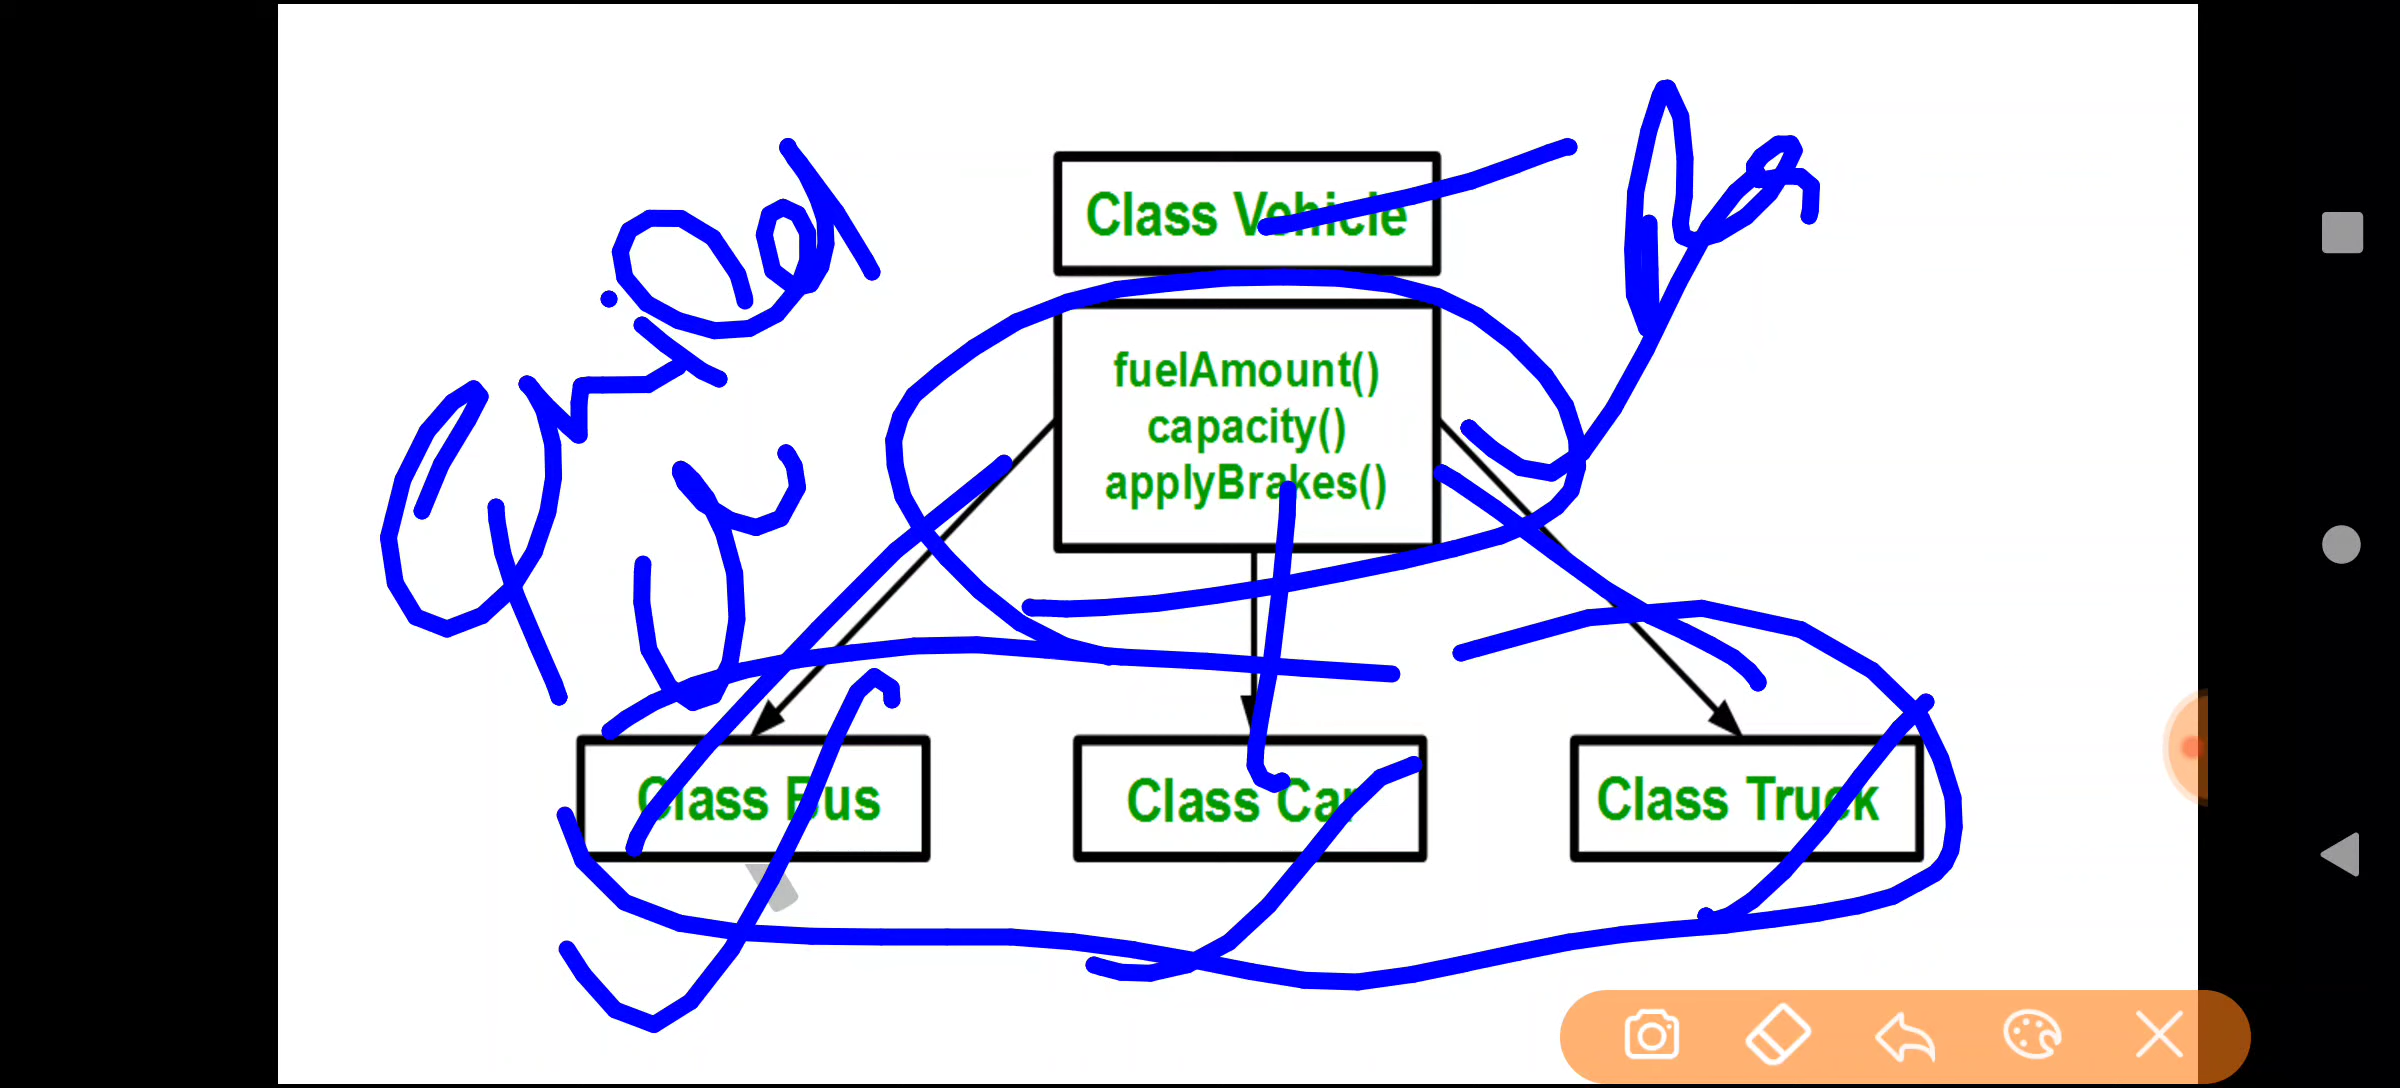 Class Vehicle
fuelAmount()
capacity()
applyBrakes()
Class Bus
Class Car
Class Truck